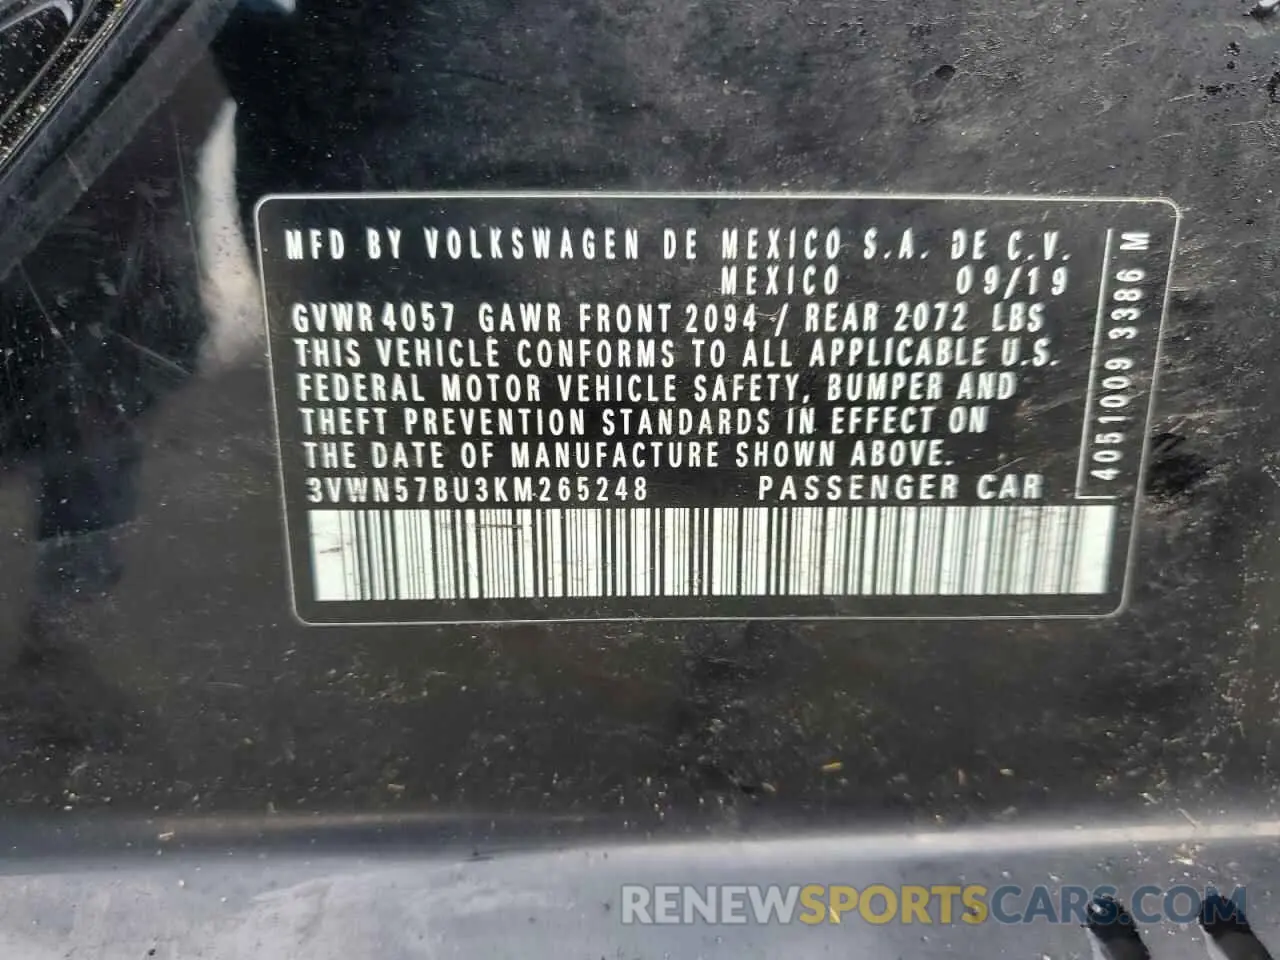 MFD BY VOLKSWAGEN DE MEXICO S.A. DE C.V.
MEXICO 09/19
GVWR 4057 GAWR FRONT 2094 / REAR 2072 LBS
THIS VEHICLE CONFORMS TO ALL APPLICABLE U.S.
FEDERAL MOTOR VEHICLE SAFETY, BUMPER AND
THEFT PREVENTION STANDARDS IN EFFECT ON
THE DATE OF MANUFACTURE SHOWN ABOVE.
3VWN57BU3KM265248 PASSENGER CAR
4051009 3386 M
RENEWSPORTSCARS.COM